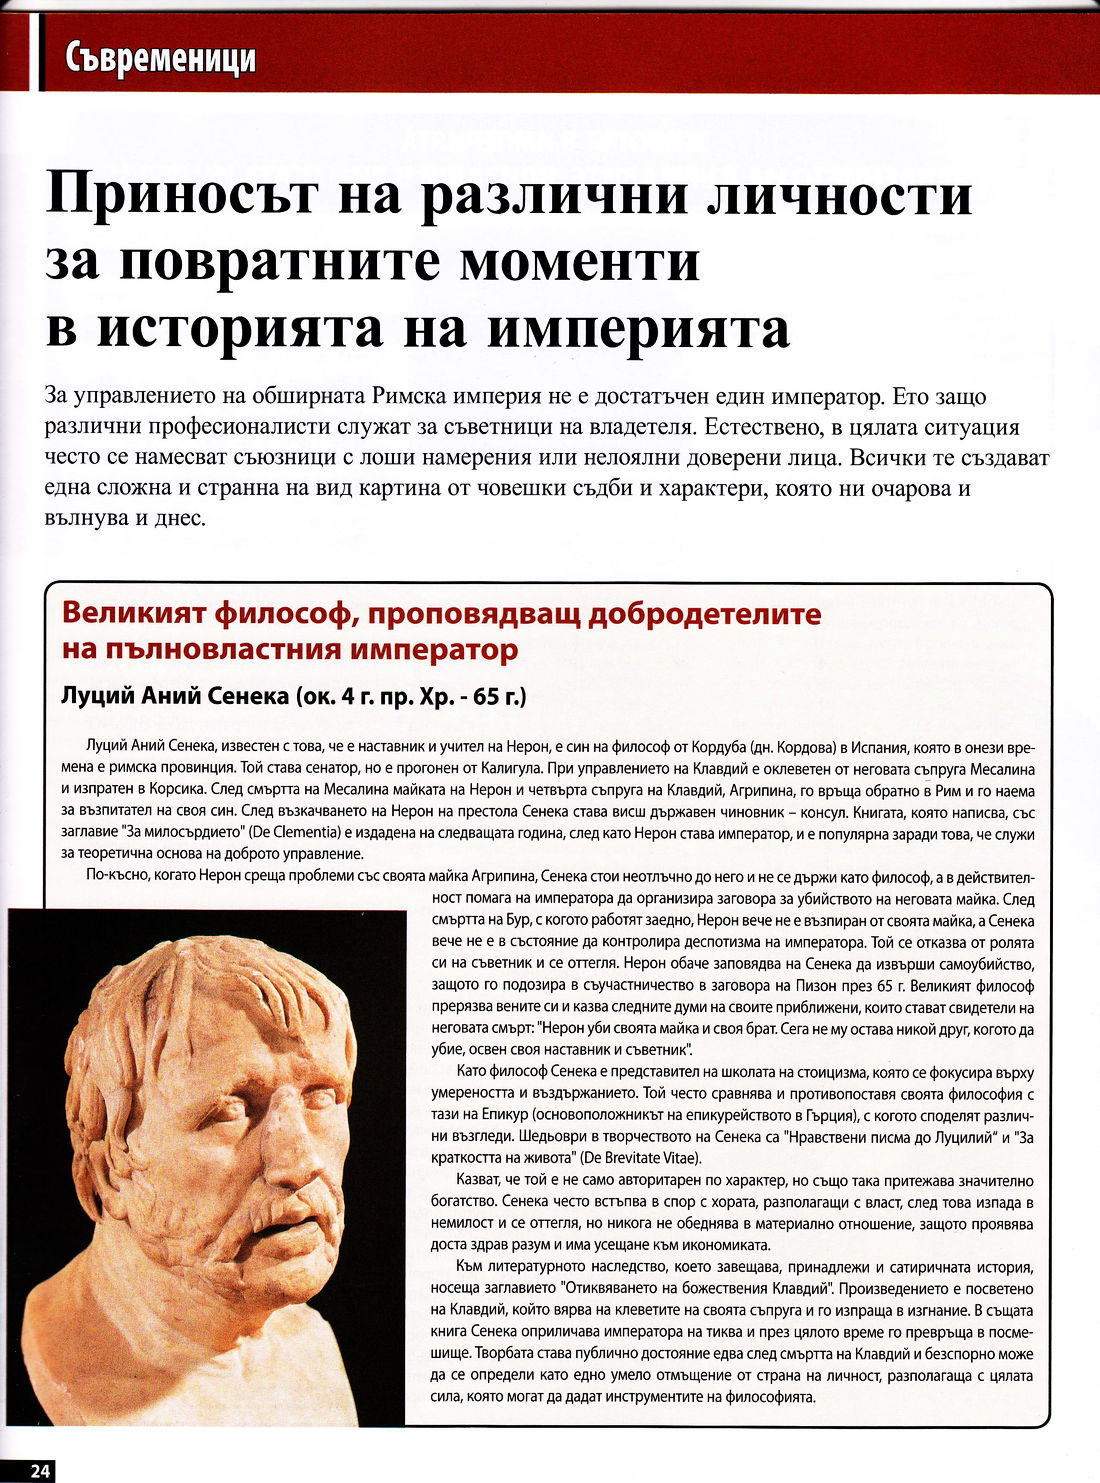 Съвременици
Приносът на различни личности
за повратните моменти
в историята на империята
За управлението на обширната Римска империя не е достатъчен един император. Ето защо
различни професионалисти служат за съветници на владетеля. Естествено, в цялата ситуация
често се намесват съюзници с лоши намерения или нелоялни доверени лица. Всички те създават
една сложна и странна на вид картина от човешки съдби и характери, която ни очарова и
вълнува и днес.
Великият философ, проповядващ добродетелите
на пълновластния император
Луций Аний Сенека (ок. 4 г. пр. Хр. - 65 г.)
Луций Аний Сенека, известен с това, че е наставник и учител на Нерон, е син на философ от Кордуба (дн. Кордова) в Испания, която в онези вре-
мена е римска провинция. Той става сенатор, но е прогонен от Калигула. При управлението на Клавдий е оклеветен от неговата съпруга Месалина
и изпратен в Корсика. След смъртта на Месалина майката на Нерон и четвърта съпруга на Клавдий, Агрипина, го връща обратно в Рим и го наема
за възпитател на своя син. След възкачването на Нерон на престола Сенека става висш държавен чиновник – консул. Книгата, която написва, със
заглавие "За милосърдието" (De Clementia) е издадена на следващата година, след като Нерон става император, и е популярна заради това, че служи
за теоретична основа на доброто управление.
По-късно, когато Нерон среща проблеми със своята майка Агрипина, Сенека стои неотлъчно до него и не се държи като философ, а в действител-
ност помага на императора да организира заговора за убийството на неговата майка. След
смъртта на Бур, с когото работят заедно, Нерон вече не е възпиран от своята майка, а Сенека
вече не е в състояние да контролира деспотизма на императора. Той се отказва от ролята
си на съветник и се оттегля. Нерон обаче заповядва на Сенека да извърши самоубийство,
защото го подозира в съучастничество в заговора на Пизон през 65 г. Великият философ
прерязва вените си и казва следните думи на своите приближени, които стават свидетели на
неговата смърт: "Нерон уби своята майка и своя брат. Сега не му остава никой друг, когото да
убие, освен своя наставник и съветник".
Като философ Сенека е представител на школата на стоицизма, която се фокусира върху
умереността и въздържанието. Той често сравнява и противопоставя своята философия с
тази на Епикур (основоположникът на епикурейството в Гърция), с когото споделят различ-
ни възгледи. Шедьоври в творчеството на Сенека са "Нравствени писма до Луцилий" и "За
краткостта на живота" (De Brevitate Vitae).
Казват, че той е не само авторитарен по характер, но също така притежава значително
богатство. Сенека често встъпва в спор с хората, разполагащи с власт, след това изпада в
немилост и се оттегля, но никога не обеднява в материално отношение, защото проявява
доста здрав разум и има усещане към икономиката.
Към литературното наследство, което завещава, принадлежи и сатиричната история,
носеща заглавието "Отиквяването на божествения Клавдий". Произведението е посветено
на Клавдий, който вярва на клеветите на своята съпруга и го изпраща в изгнание. В същата
книга Сенека оприличава императора на тиква и през цялото време го превръща в посме-
шище. Творбата става публично достояние едва след смъртта на Клавдий и безспорно може
да се определи като едно умело отмъщение от страна на личност, разполагаща с цялата
сила, която могат да дадат инструментите на философията.
24